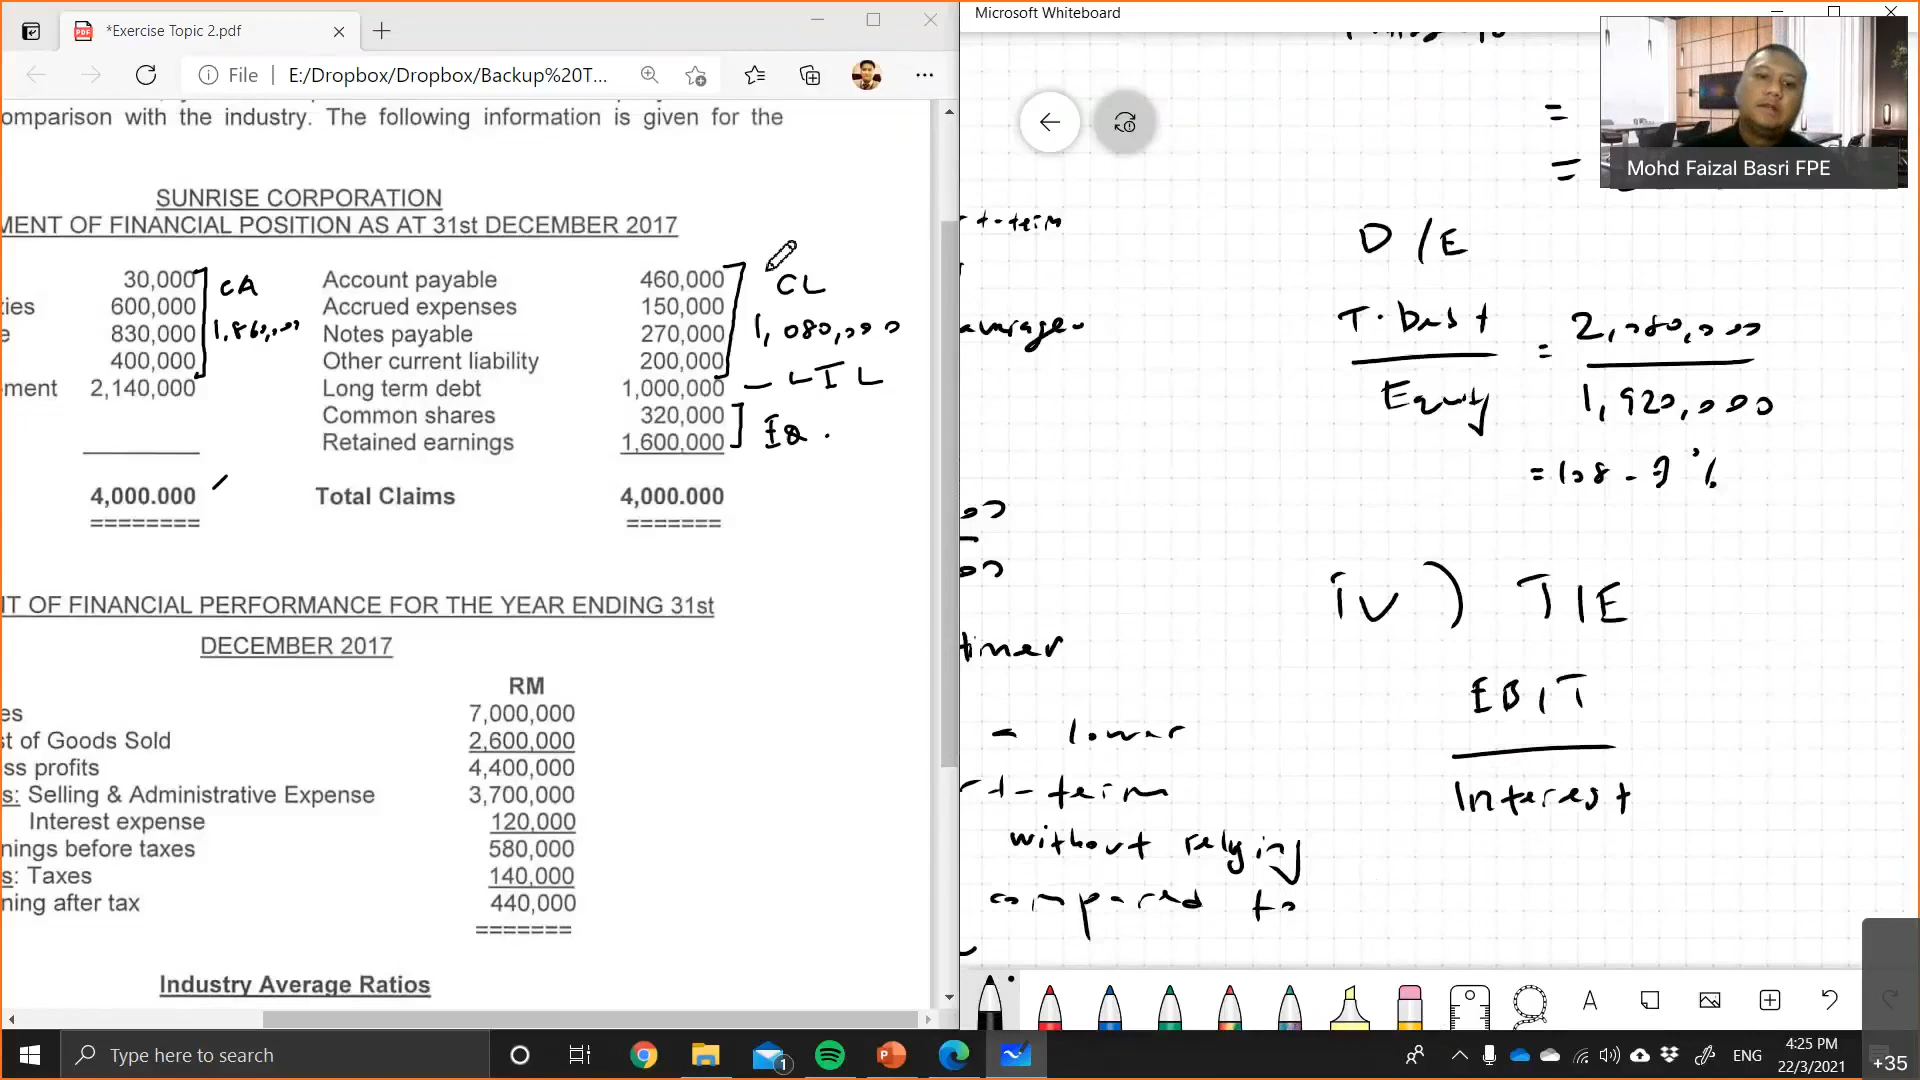 *Exercise Topic 2.pdf
File
E:/Dropbox/Dropbox/Backup%20T...
omparison with the industry. The following information is given for the
SUNRISE CORPORATION
MENT OF FINANCIAL POSITION AS AT 31st DECEMBER 2017
30,000 Account payable 460,000
ties 600,000 Accrued expenses 150,000
e 830,000 Notes payable 270,000
400,000 Other current liability 200,000
ment 2,140,000 Long term debt 1,000,000
Common shares 320,000
Retained earnings 1,600,000
4,000.000 Total Claims 4,000.000
======== =======
CA
1,860,000
CL
1,080,000
- LTL
EQ.
T OF FINANCIAL PERFORMANCE FOR THE YEAR ENDING 31st
DECEMBER 2017
RM
es 7,000,000
st of Goods Sold 2,600,000
ss profits 4,400,000
s: Selling & Administrative Expense 3,700,000
Interest expense 120,000
nings before taxes 580,000
s: Taxes 140,000
ning after tax 440,000
=======
Industry Average Ratios
Microsoft Whiteboard
Mohd Faizal Basri FPE
=
=
t-term
average.
timer
- lower
rt-term
without relying
compared to
D/E
T. Debt = 2,080,000
Equity 1,920,000
= 108.3%
iv) TIE
EBIT
Interest
A
Type here to search
1
ENG
4:25 PM
22/3/2021
+35